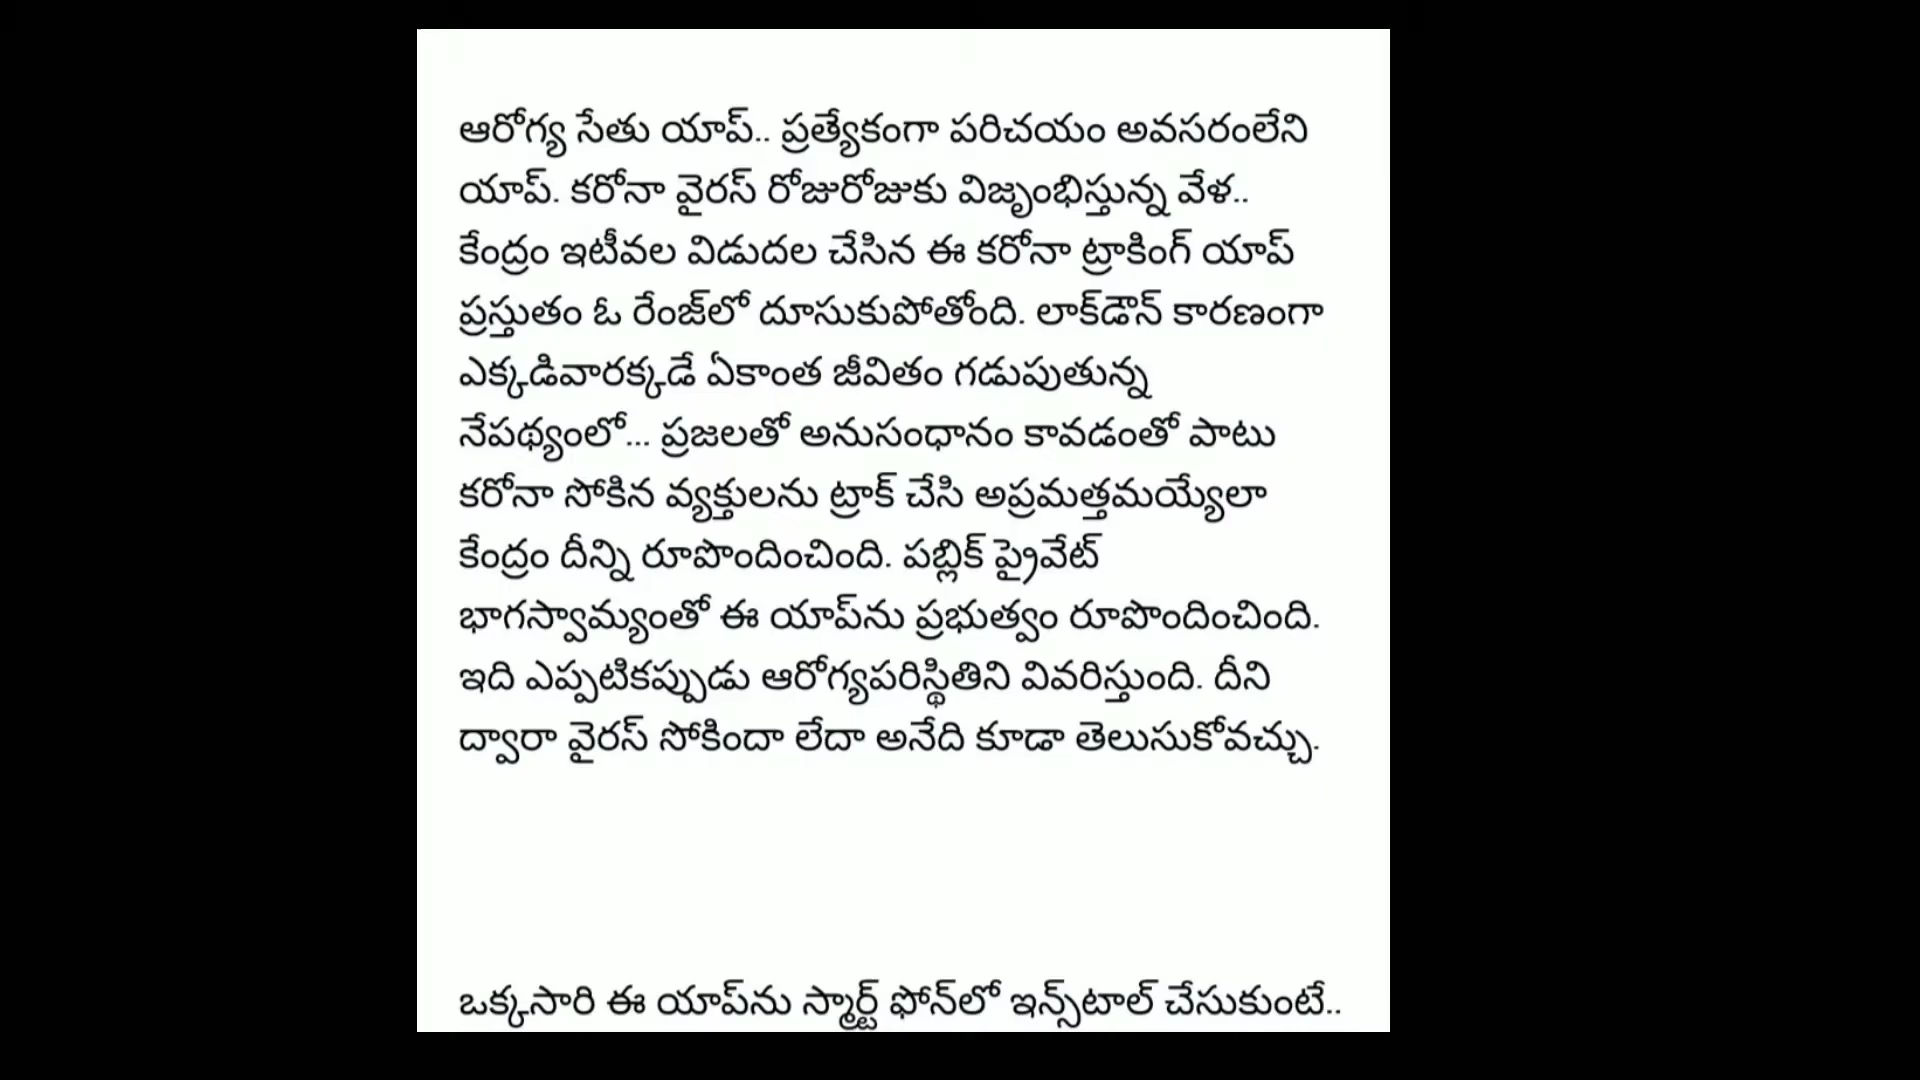 ఆరోగ్య సేతు యాప్.. ప్రత్యేకంగా పరిచయం అవసరంలేని
యాప్. కరోనా వైరస్ రోజురోజుకు విజృంభిస్తున్న వేళ..
కేంద్రం ఇటీవల విడుదల చేసిన ఈ కరోనా ట్రాకింగ్ యాప్
ప్రస్తుతం ఓ రేంజ్‌లో దూసుకుపోతోంది. లాక్‌డౌన్ కారణంగా
ఎక్కడివారక్కడే ఏకాంత జీవితం గడుపుతున్న
నేపథ్యంలో... ప్రజలతో అనుసంధానం కావడంతో పాటు
కరోనా సోకిన వ్యక్తులను ట్రాక్ చేసి అప్రమత్తమయ్యేలా
కేంద్రం దీన్ని రూపొందించింది. పబ్లిక్ ప్రైవేట్
భాగస్వామ్యంతో ఈ యాప్‌ను ప్రభుత్వం రూపొందించింది.
ఇది ఎప్పటికప్పుడు ఆరోగ్యపరిస్థితిని వివరిస్తుంది. దీని
ద్వారా వైరస్ సోకిందా లేదా అనేది కూడా తెలుసుకోవచ్చు.
ఒక్కసారి ఈ యాప్‌ను స్మార్ట్ ఫోన్‌లో ఇన్స్‌టాల్ చేసుకుంటే..